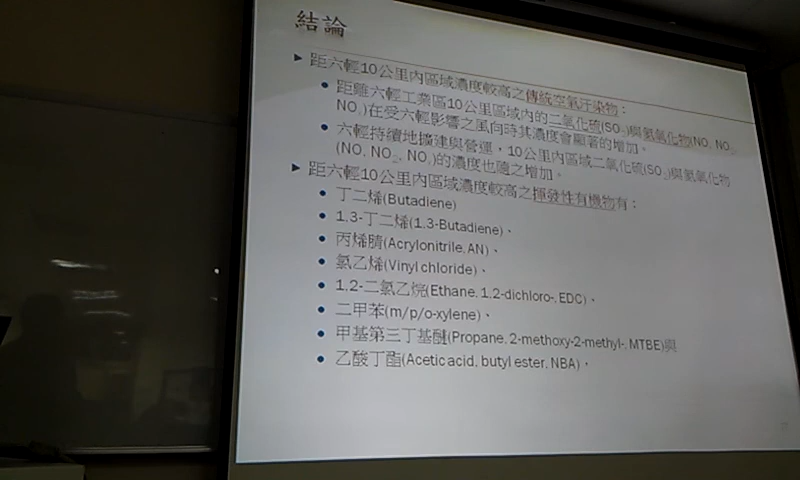 結論
距六輕10公里內區域濃度較高之傳統空氣汙染物：
距離六輕工業區10公里區域內的二氧化硫(SO₂)與氮氧化物(NO, NO₂,
NOₓ)在受六輕影響之風向時其濃度會顯著的增加。
六輕持續地擴建與營運，10公里內區域二氧化硫(SO₂)與氮氧化物
(NO, NO₂, NOₓ)的濃度也隨之增加。
距六輕10公里內區域濃度較高之揮發性有機物有：
丁二烯(Butadiene)
1,3-丁二烯(1,3-Butadiene)、
丙烯腈(Acrylonitrile, AN)、
氯乙烯(Vinyl chloride)、
1,2-二氯乙烷(Ethane, 1,2-dichloro-, EDC)、
二甲苯(m/p/o-xylene)、
甲基第三丁基醚(Propane, 2-methoxy-2-methyl-, MTBE)與
乙酸丁酯(Acetic acid, butyl ester, NBA)。